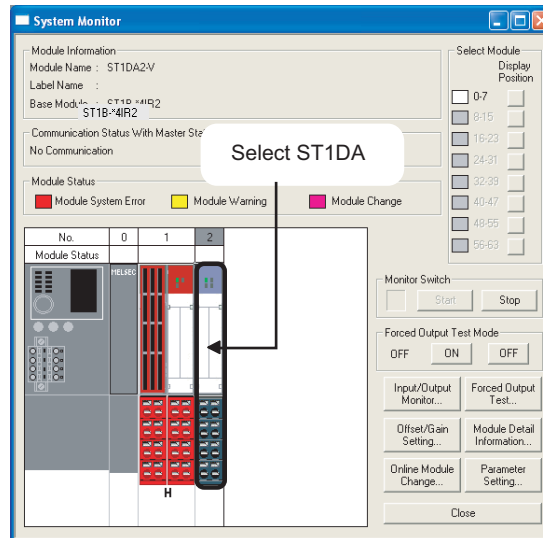 System Monitor
Module Information
Module Name : ST1DA2-V
Label Name :
Base Module : ST1B-*4IR2
ST1B-*4IR2
Communication Status With Master Sta
No Communication
Select ST1DA
Module Status
Module System Error Module Warning Module Change
No. 0 1 2
Module Status
MELSEC
H
Select Module
Display
Position
0-7
8-15
16-23
24-31
32-39
40-47
48-55
56-63
Monitor Switch
Start Stop
Forced Output Test Mode
OFF ON OFF
Input/Output
Monitor...
Forced Output
Test...
Offset/Gain
Setting...
Module Detail
Information...
Online Module
Change...
Parameter
Setting...
Close